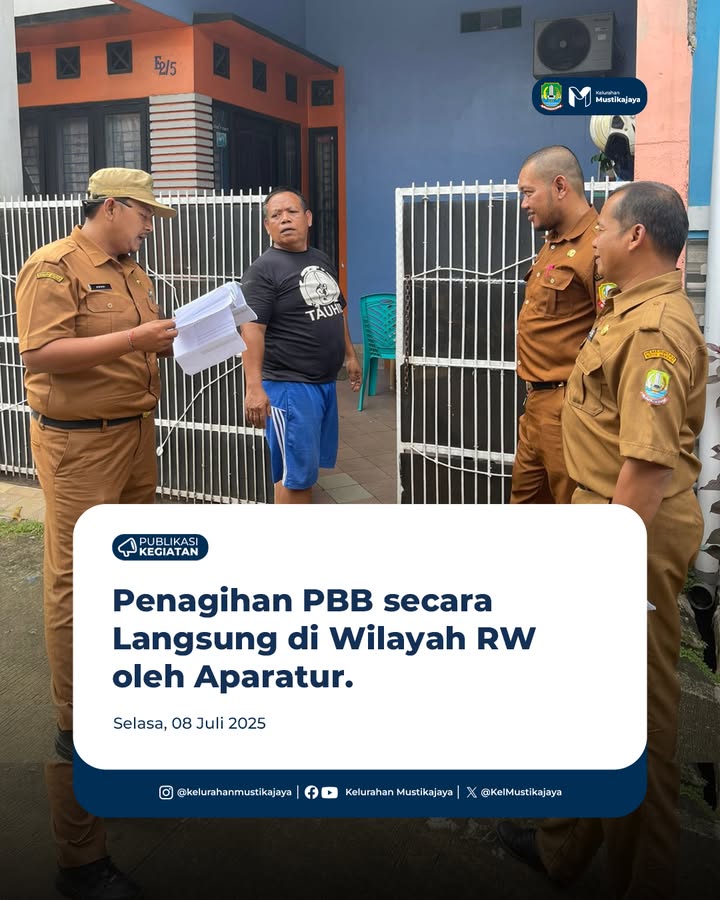 E2/5
Kelurahan
Mustikajaya
TAUHID
PUBLIKASI
KEGIATAN
Penagihan PBB secara
Langsung di Wilayah RW
oleh Aparatur.
Selasa, 08 Juli 2025
@kelurahanmustikajaya | Kelurahan Mustikajaya | @KelMustikajaya